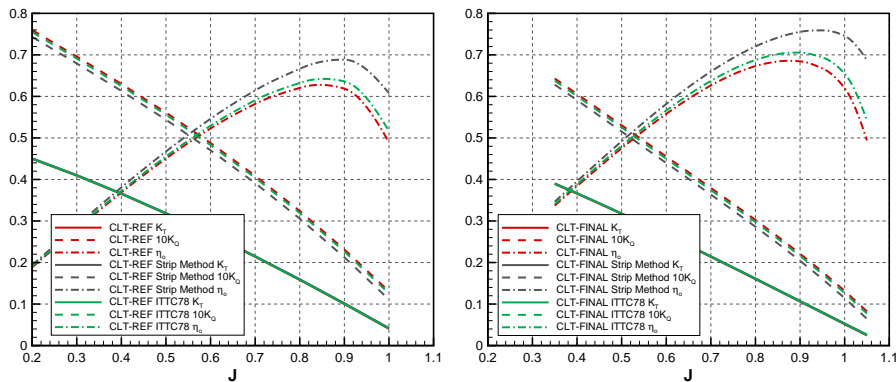 0.8
0.7
0.6
0.5
0.4
0.3
0.2
0.1
0
CLT-REF K_T
CLT-REF 10K_Q
CLT-REF η_o
CLT-REF Strip Method K_T
CLT-REF Strip Method 10K_Q
CLT-REF Strip Method η_o
CLT-REF ITTC78 K_T
CLT-REF ITTC78 10K_Q
CLT-REF ITTC78 η_o
0.2 0.3 0.4 0.5 0.6 0.7 0.8 0.9 1 1.1
J
0.8
0.7
0.6
0.5
0.4
0.3
0.2
0.1
0
CLT-FINAL K_T
CLT-FINAL 10K_Q
CLT-FINAL η_o
CLT-FINAL Strip Method K_T
CLT-FINAL Strip Method 10K_Q
CLT-FINAL Strip Method η_o
CLT-FINAL ITTC78 K_T
CLT-FINAL ITTC78 10K_Q
CLT-FINAL ITTC78 η_o
0.2 0.3 0.4 0.5 0.6 0.7 0.8 0.9 1 1.1
J